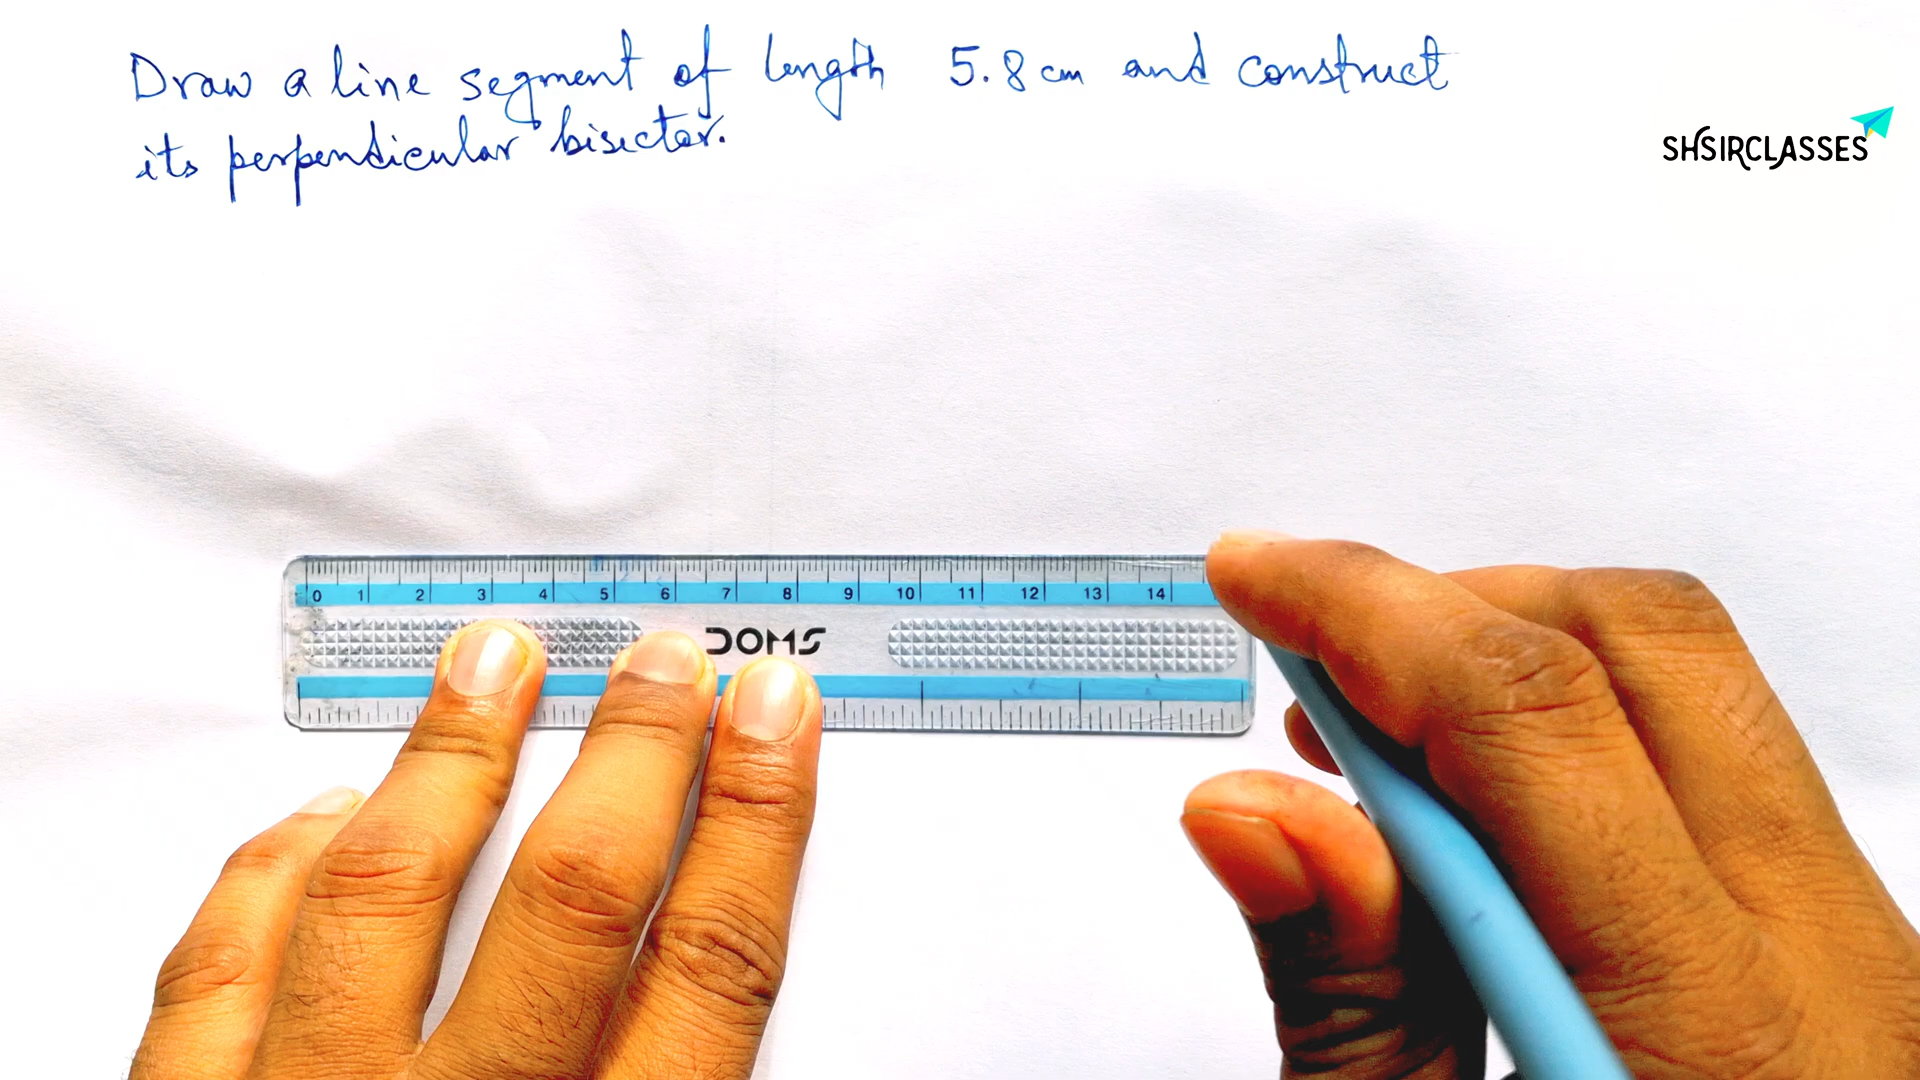 Draw a line segment of length 5.8 cm and construct
its perpendicular bisector.
SHSIRCLASSES
0 1 2 3 4 5 6 7 8 9 10 11 12 13 14
DOMS